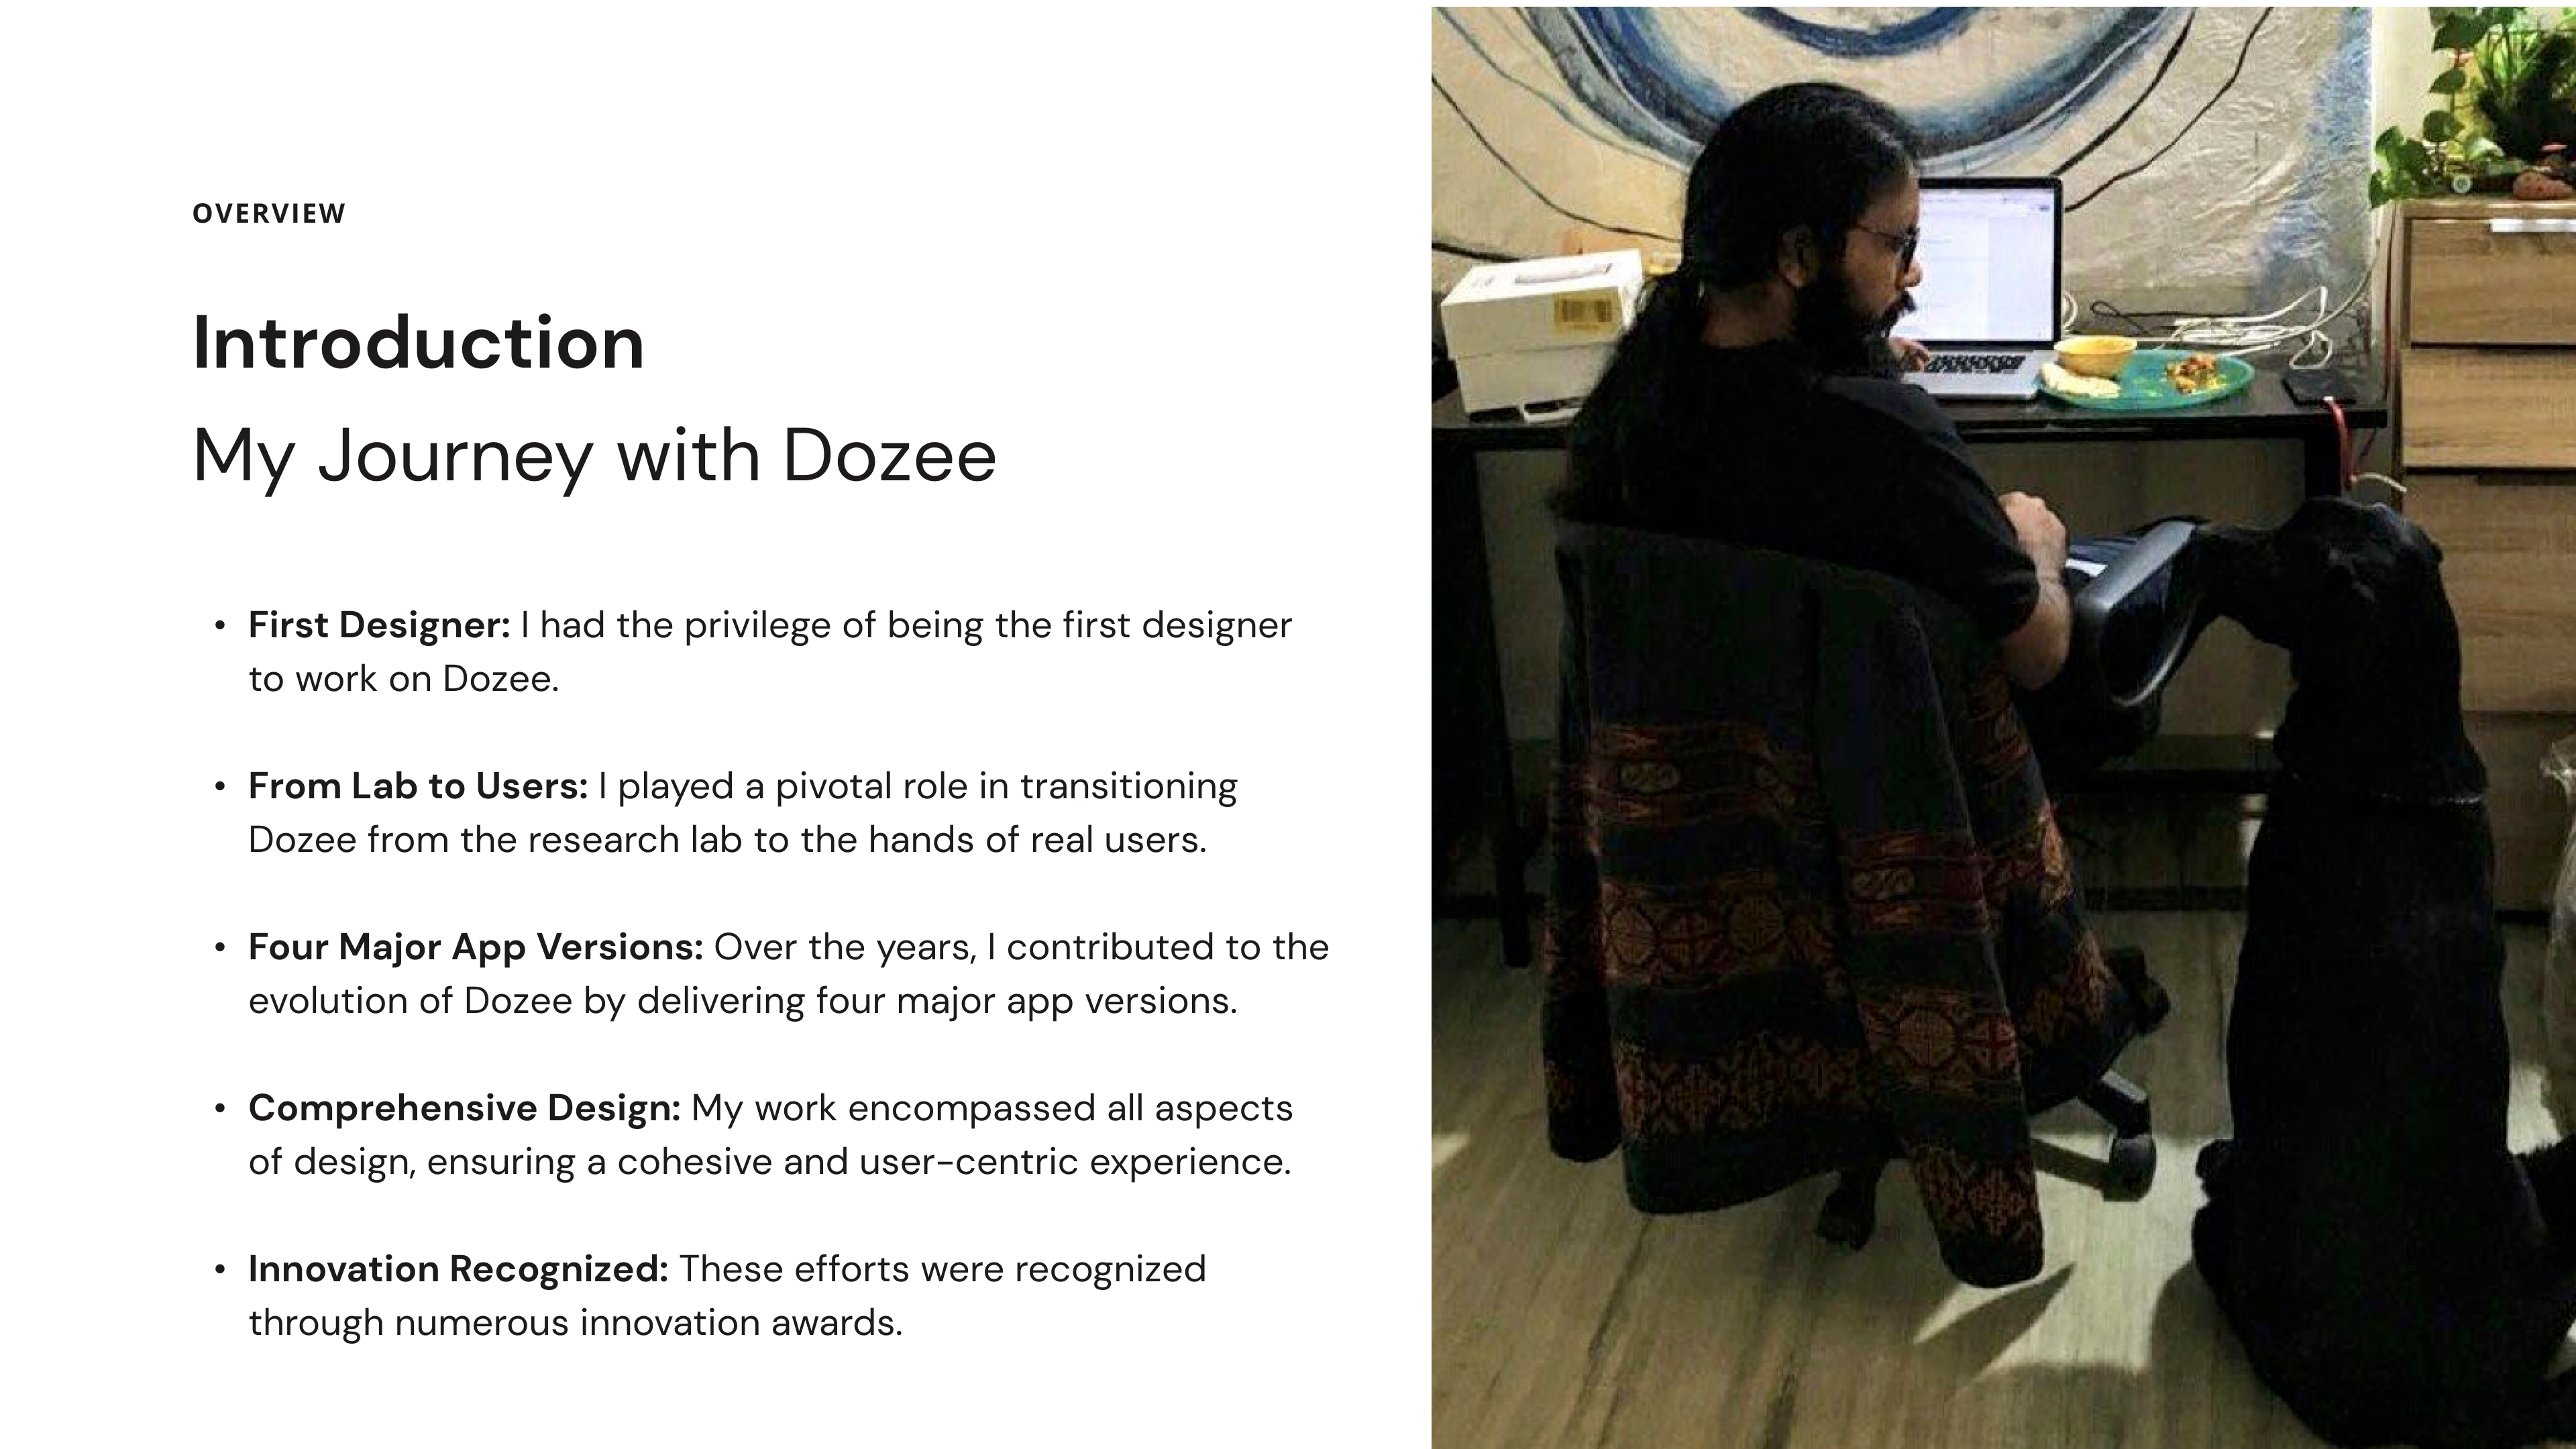 OVERVIEW
Introduction
My Journey with Dozee
• First Designer: I had the privilege of being the first designer
to work on Dozee.
• From Lab to Users: I played a pivotal role in transitioning
Dozee from the research lab to the hands of real users.
• Four Major App Versions: Over the years, I contributed to the
evolution of Dozee by delivering four major app versions.
• Comprehensive Design: My work encompassed all aspects
of design, ensuring a cohesive and user-centric experience.
• Innovation Recognized: These efforts were recognized
through numerous innovation awards.